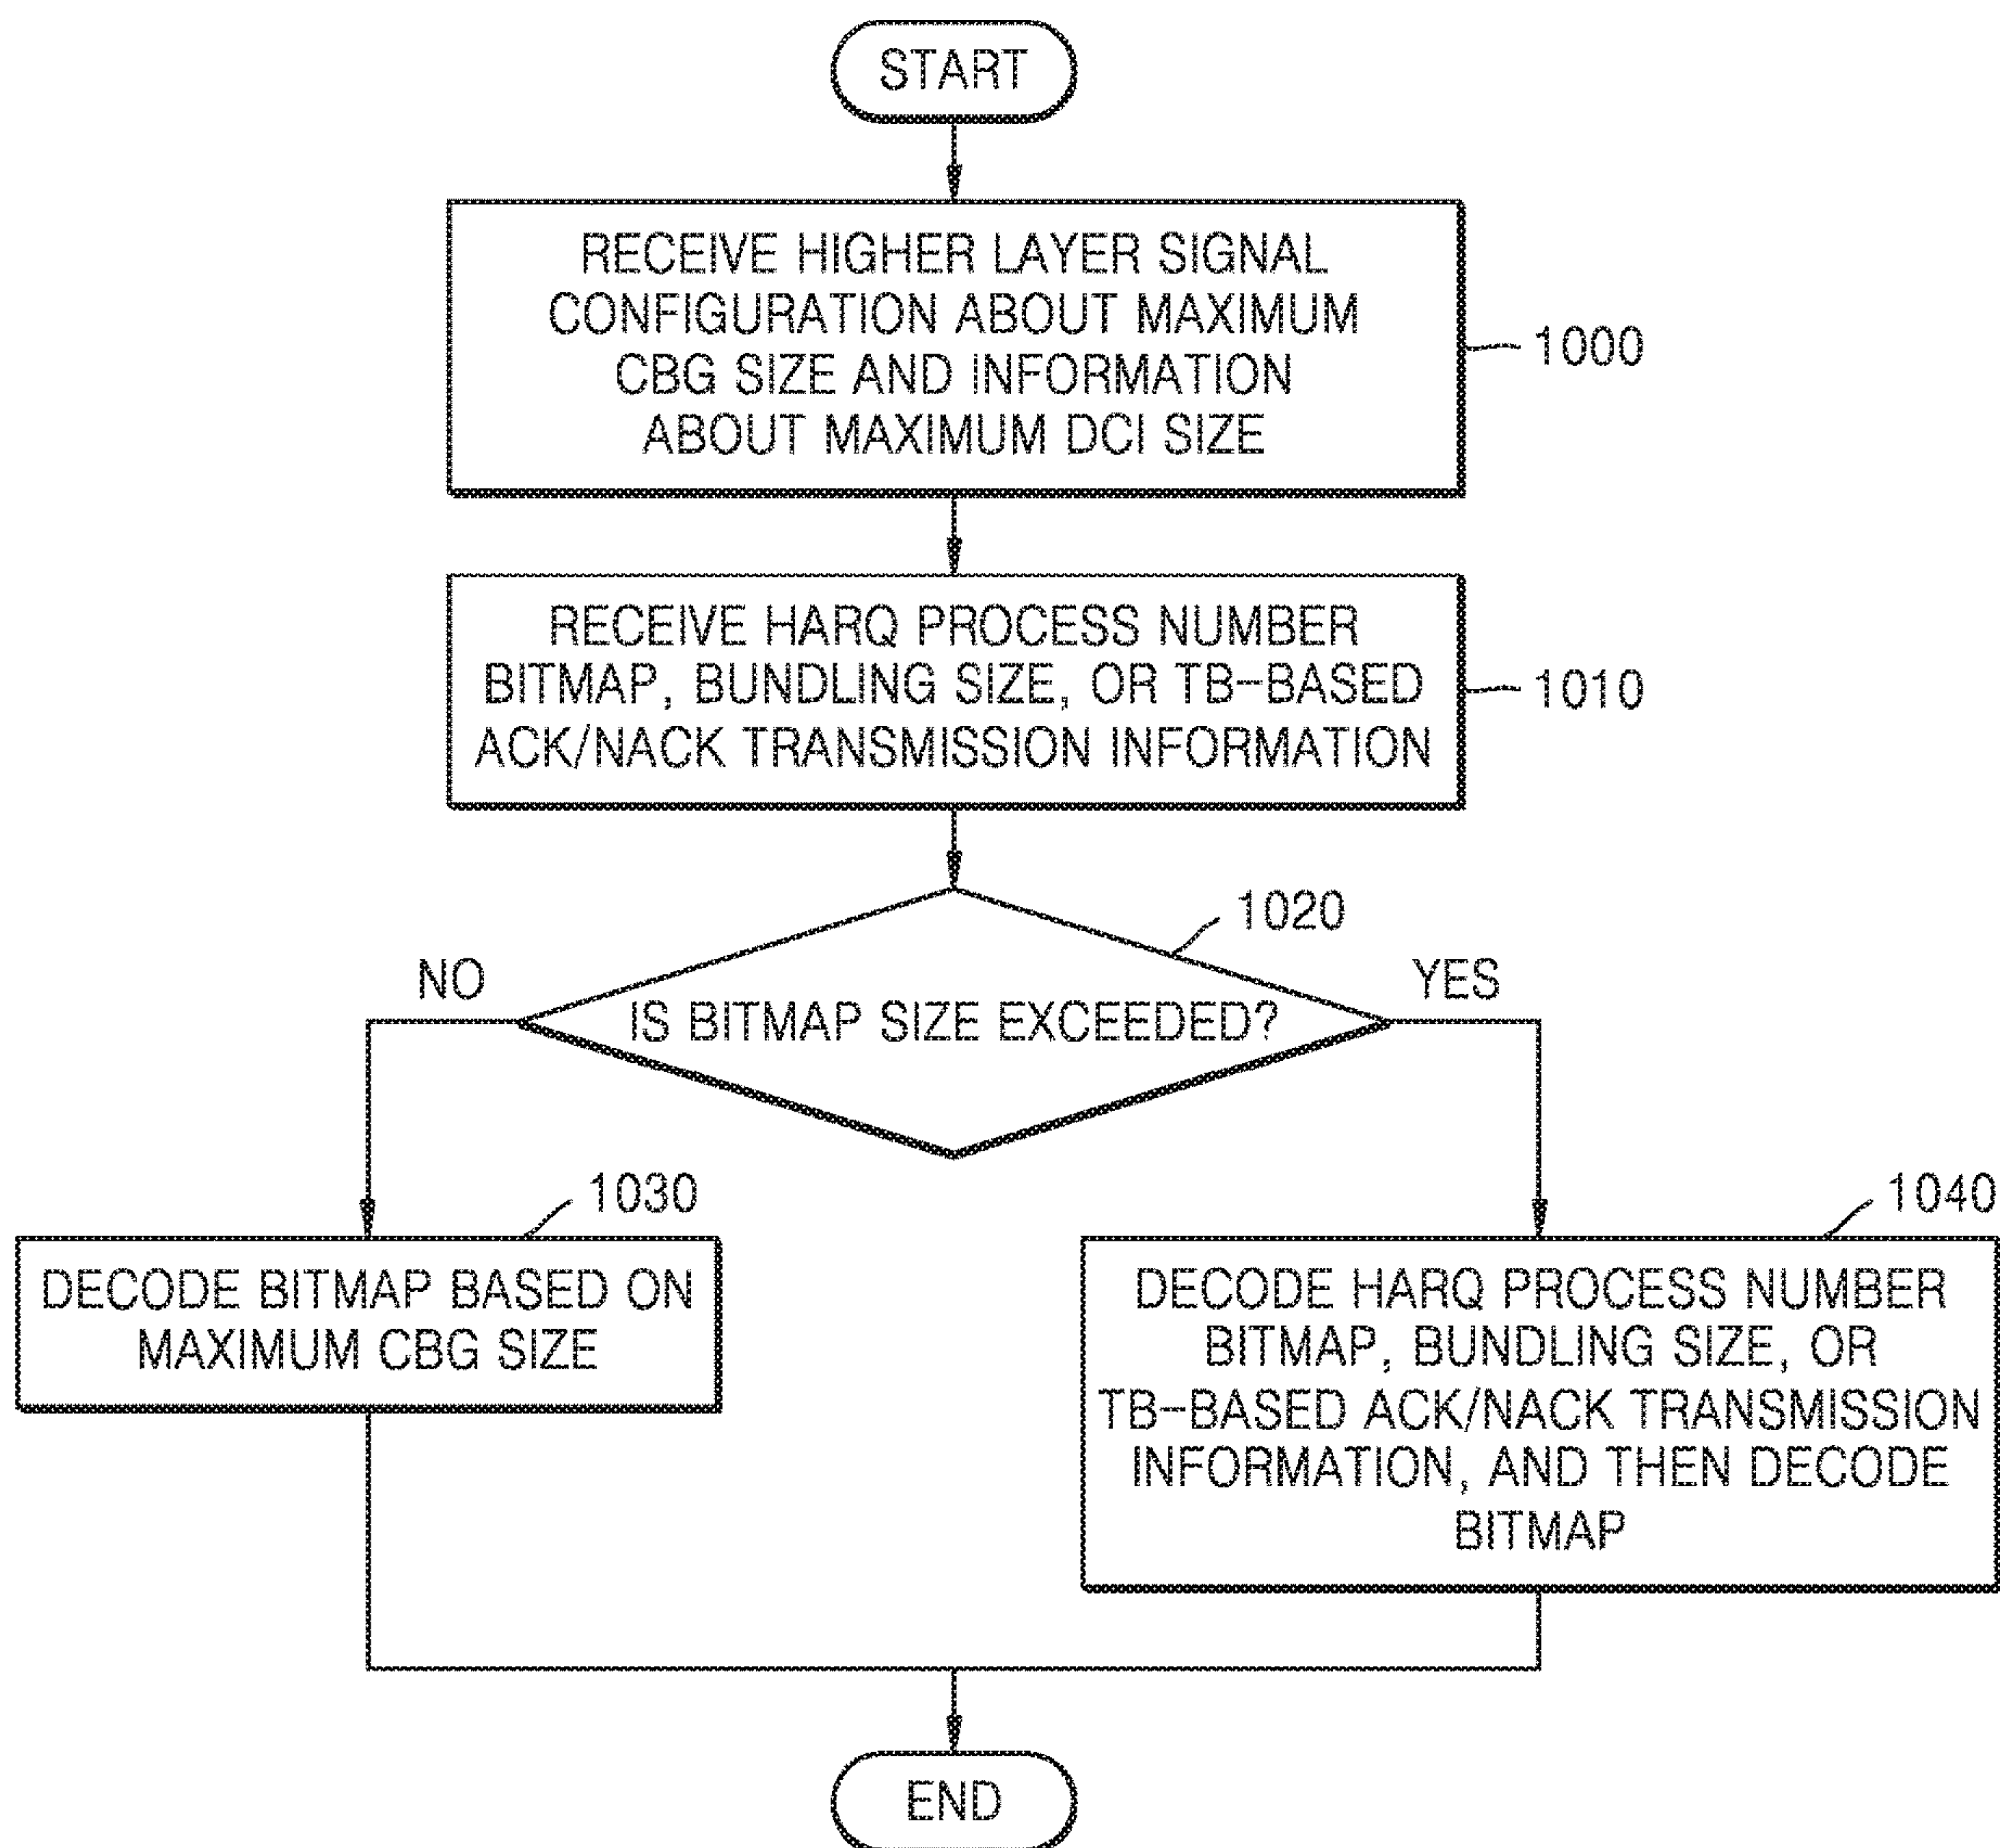 START
RECEIVE HIGHER LAYER SIGNAL
CONFIGURATION ABOUT MAXIMUM
CBG SIZE AND INFORMATION
ABOUT MAXIMUM DCI SIZE
1000
RECEIVE HARQ PROCESS NUMBER
BITMAP, BUNDLING SIZE, OR TB-BASED
ACK/NACK TRANSMISSION INFORMATION
1010
1020
NO
YES
IS BITMAP SIZE EXCEEDED?
1030
DECODE BITMAP BASED ON
MAXIMUM CBG SIZE
1040
DECODE HARQ PROCESS NUMBER
BITMAP, BUNDLING SIZE, OR
TB-BASED ACK/NACK TRANSMISSION
INFORMATION, AND THEN DECODE
BITMAP
END